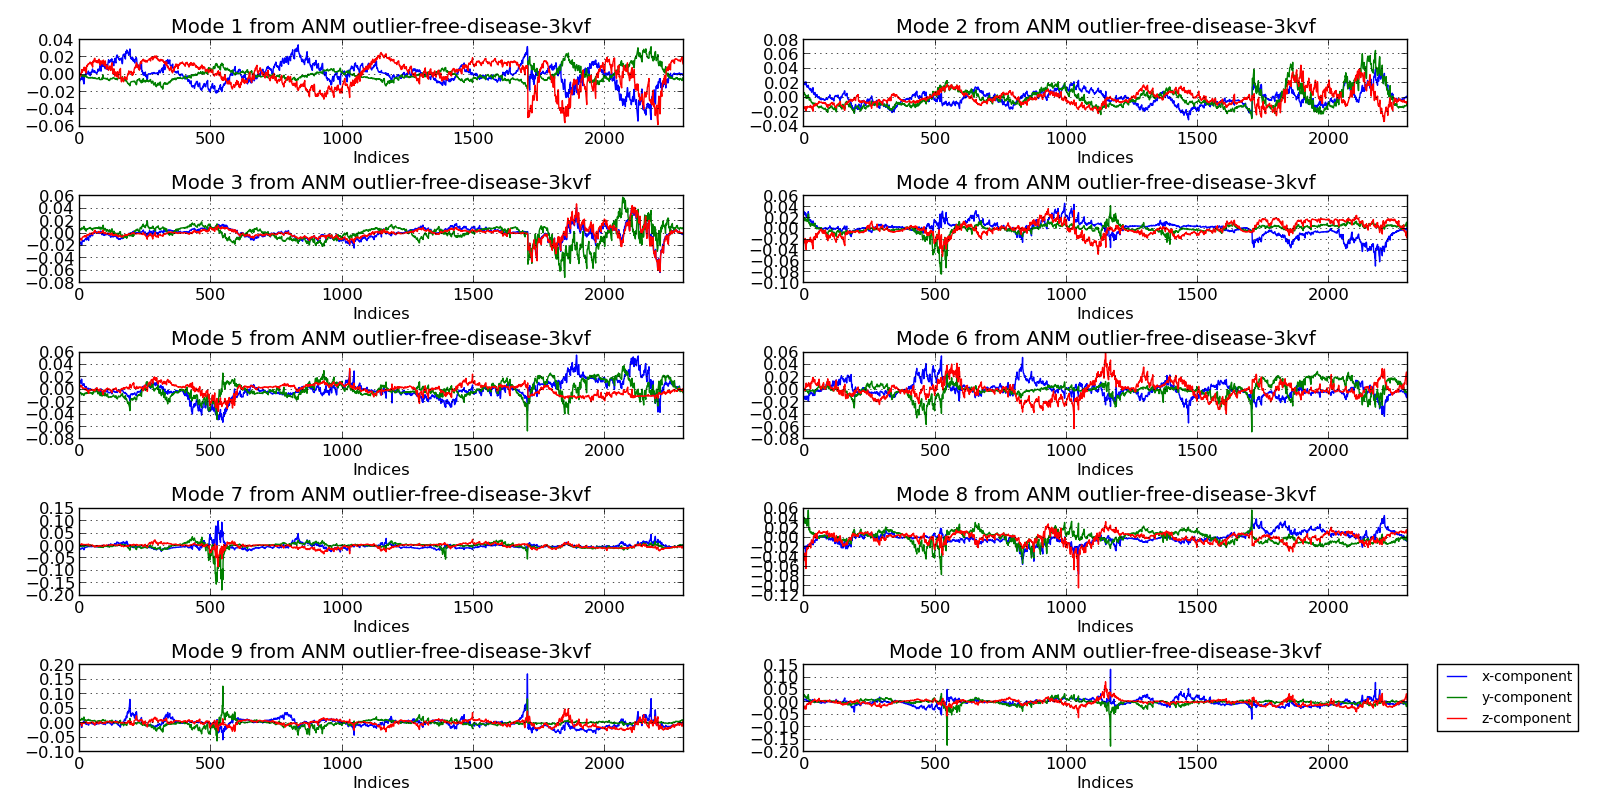 Mode 1 from ANM outlier-free-disease-3kvf
0.04
0.02
0.00
−0.02
−0.04
−0.06
0 500 1000 1500 2000
Indices
Mode 2 from ANM outlier-free-disease-3kvf
0.08
0.06
0.04
0.02
0.00
−0.02
−0.04
0 500 1000 1500 2000
Indices
Mode 3 from ANM outlier-free-disease-3kvf
0.06
0.04
0.02
0.00
−0.02
−0.04
−0.06
−0.08
0 500 1000 1500 2000
Indices
Mode 4 from ANM outlier-free-disease-3kvf
0.06
0.04
0.02
0.00
−0.02
−0.04
−0.06
−0.08
−0.10
0 500 1000 1500 2000
Indices
Mode 5 from ANM outlier-free-disease-3kvf
0.06
0.04
0.02
0.00
−0.02
−0.04
−0.06
−0.08
0 500 1000 1500 2000
Indices
Mode 6 from ANM outlier-free-disease-3kvf
0.06
0.04
0.02
0.00
−0.02
−0.04
−0.06
−0.08
0 500 1000 1500 2000
Indices
Mode 7 from ANM outlier-free-disease-3kvf
0.15
0.10
0.05
0.00
−0.05
−0.10
−0.15
−0.20
0 500 1000 1500 2000
Indices
Mode 8 from ANM outlier-free-disease-3kvf
0.06
0.04
0.02
0.00
−0.02
−0.04
−0.06
−0.08
−0.10
−0.12
0 500 1000 1500 2000
Indices
Mode 9 from ANM outlier-free-disease-3kvf
0.20
0.15
0.10
0.05
0.00
−0.05
−0.10
0 500 1000 1500 2000
Indices
Mode 10 from ANM outlier-free-disease-3kvf
0.15
0.10
0.05
0.00
−0.05
−0.10
−0.15
−0.20
0 500 1000 1500 2000
Indices
x-component
y-component
z-component